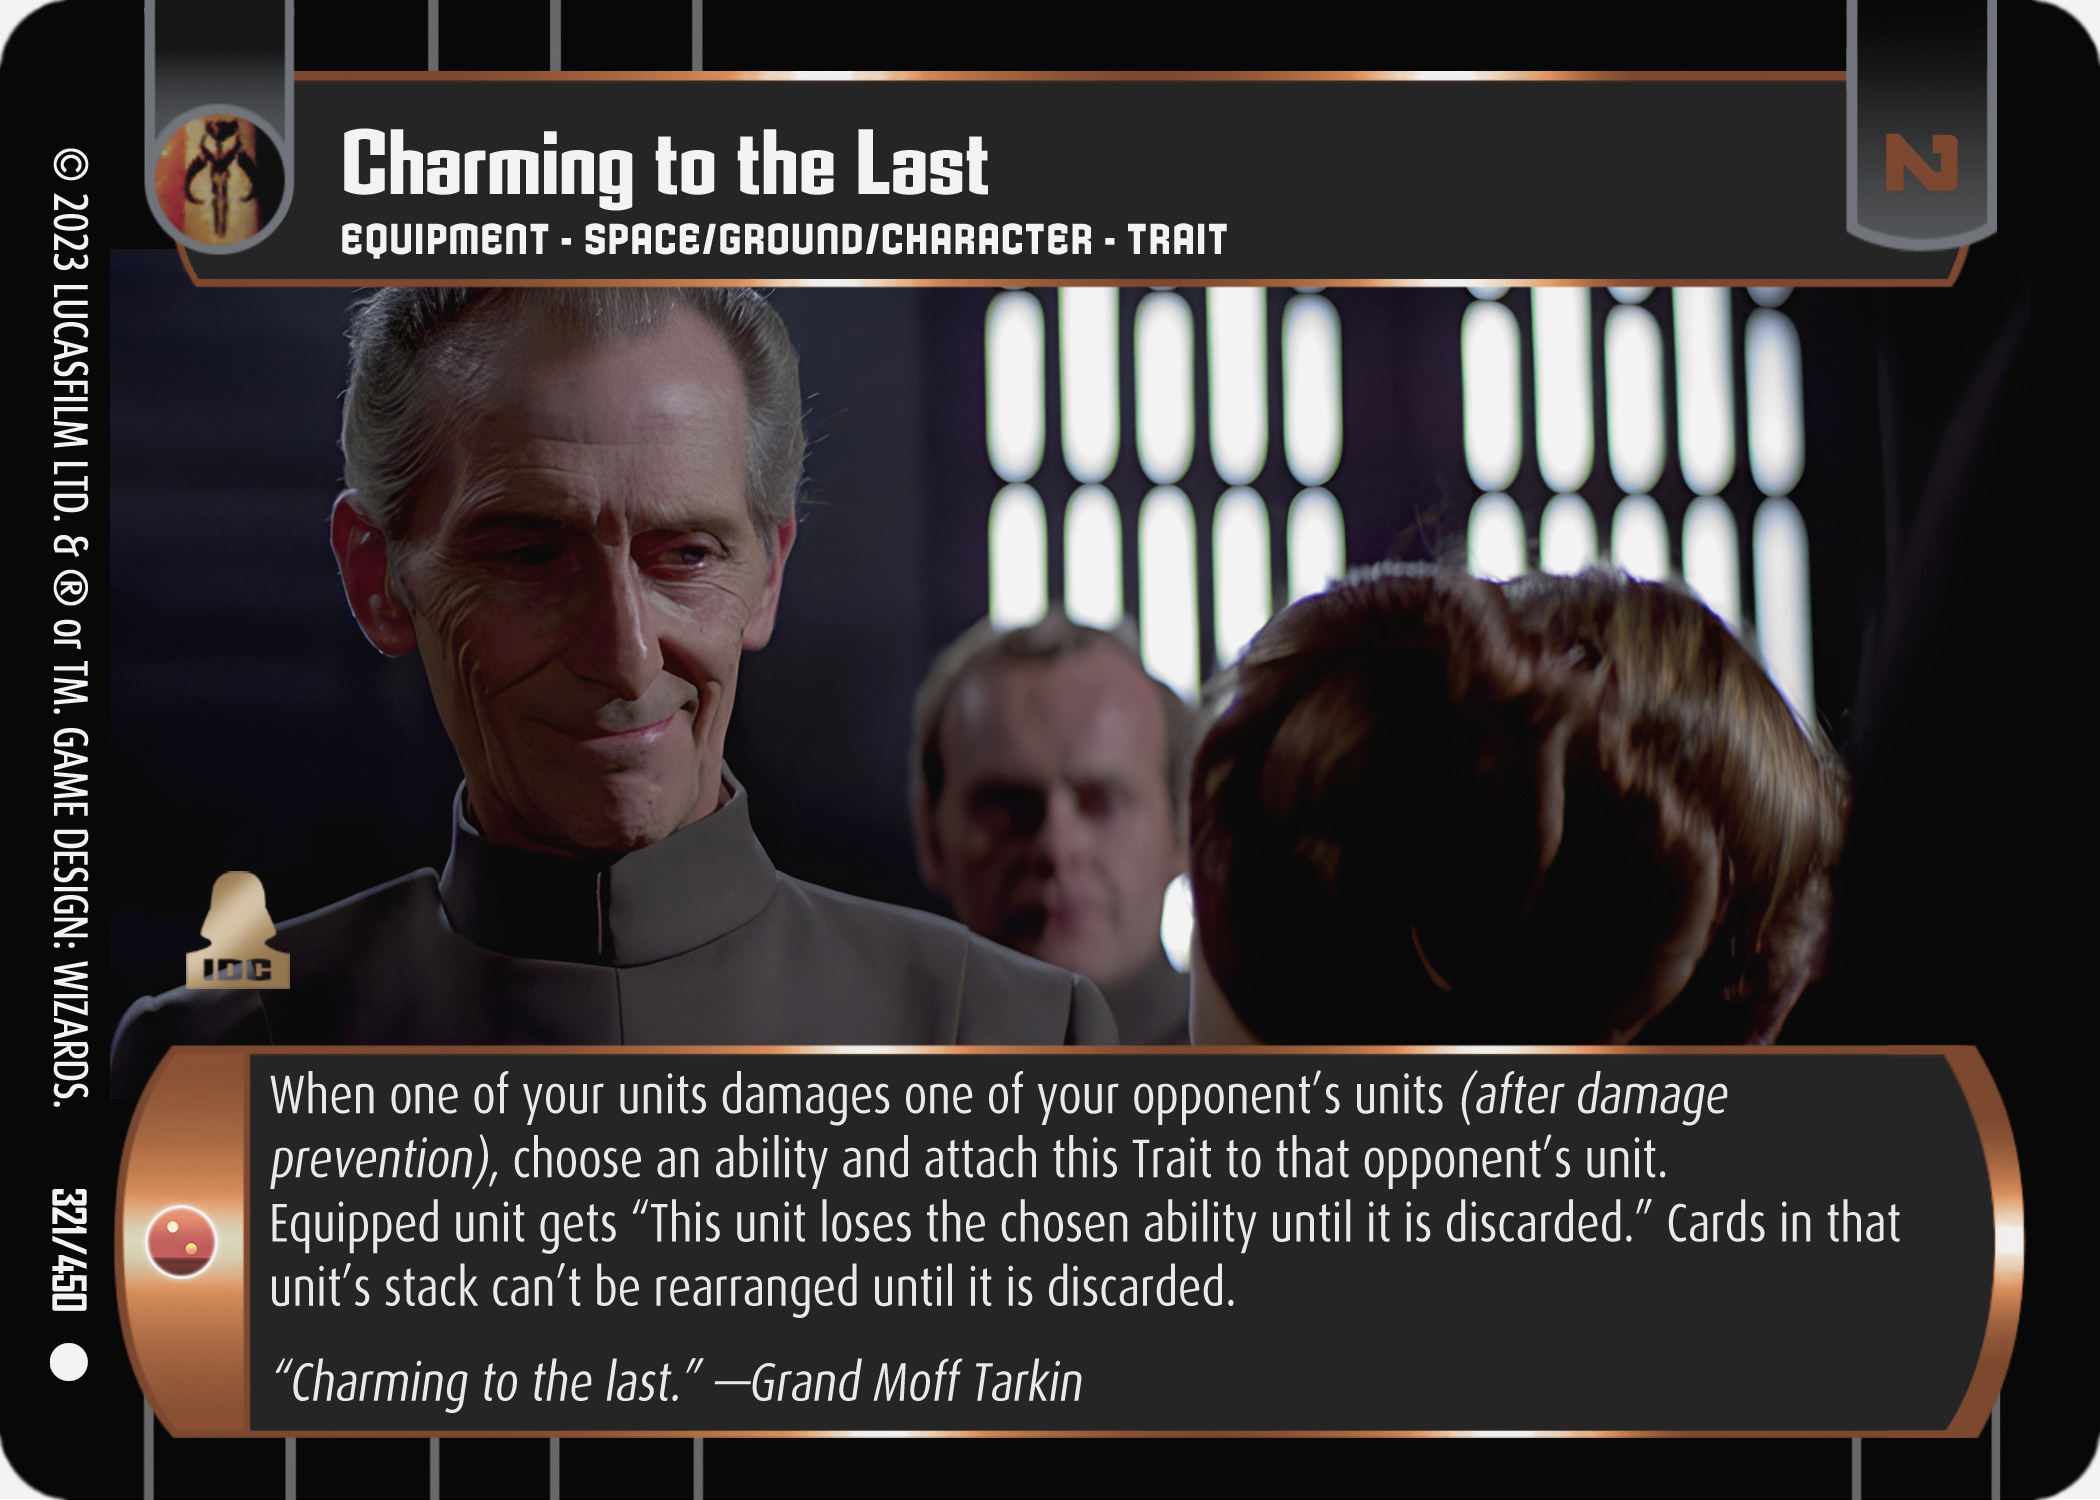 Charming to the Last
2
EQUIPMENT - SPACE/GROUND/CHARACTER - TRAIT
IDC
When one of your units damages one of your opponent’s units (after damage
prevention), choose an ability and attach this Trait to that opponent’s unit.
Equipped unit gets “This unit loses the chosen ability until it is discarded.” Cards in that
unit’s stack can’t be rearranged until it is discarded.
“Charming to the last.” —Grand Moff Tarkin
© 2023 LUCASFILM LTD. & ® or TM. GAME DESIGN: WIZARDS.
321/450